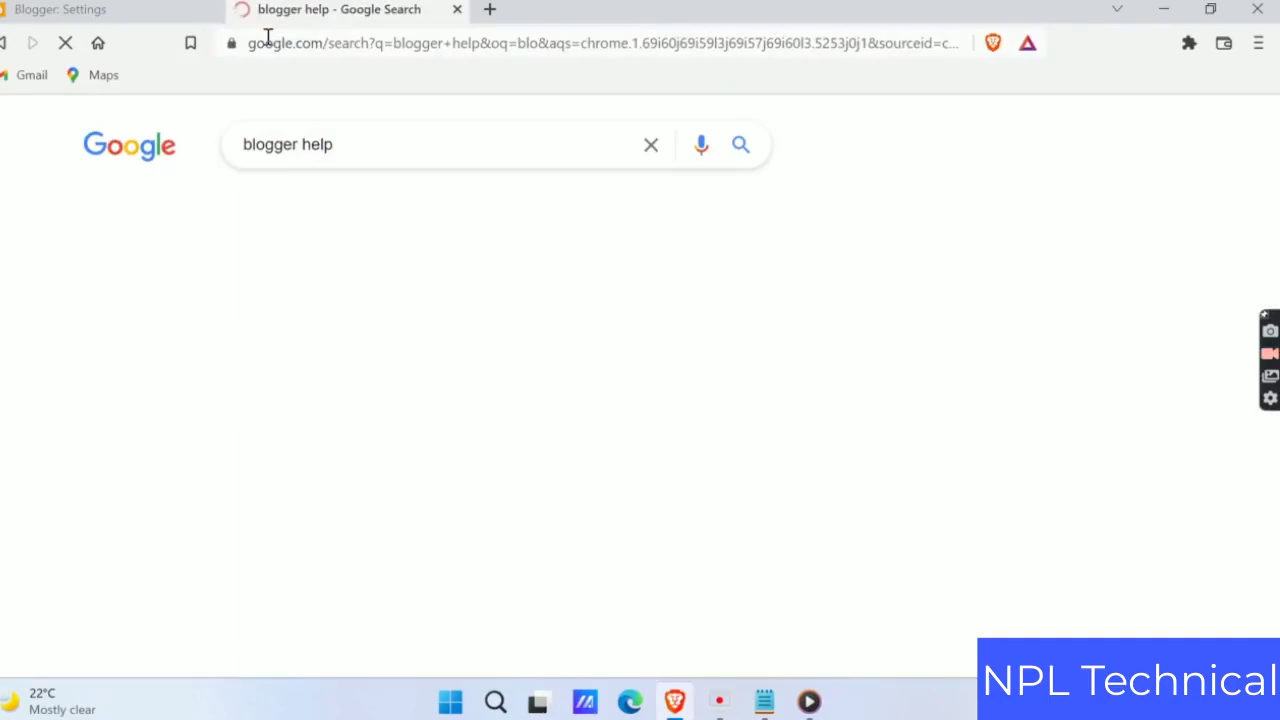 Blogger: Settings
blogger help - Google Search
google.com/search?q=blogger+help&oq=blo&aqs=chrome.1.69i60j69i59l3j69i57j69i60l3.5253j0j1&sourceid=c...
Gmail
Maps
Google
blogger help
NPL Technical
22°C
Mostly clear